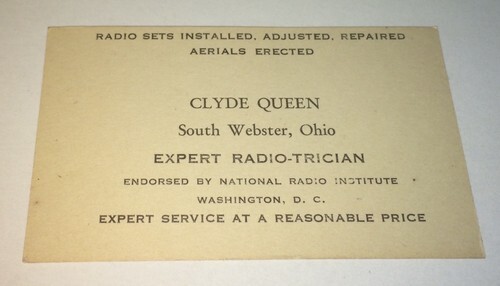 RADIO SETS INSTALLED, ADJUSTED, REPAIRED
AERIALS ERECTED
CLYDE QUEEN
South Webster, Ohio
EXPERT RADIO-TRICIAN
ENDORSED BY NATIONAL RADIO INSTITUTE
WASHINGTON, D. C.
EXPERT SERVICE AT A REASONABLE PRICE